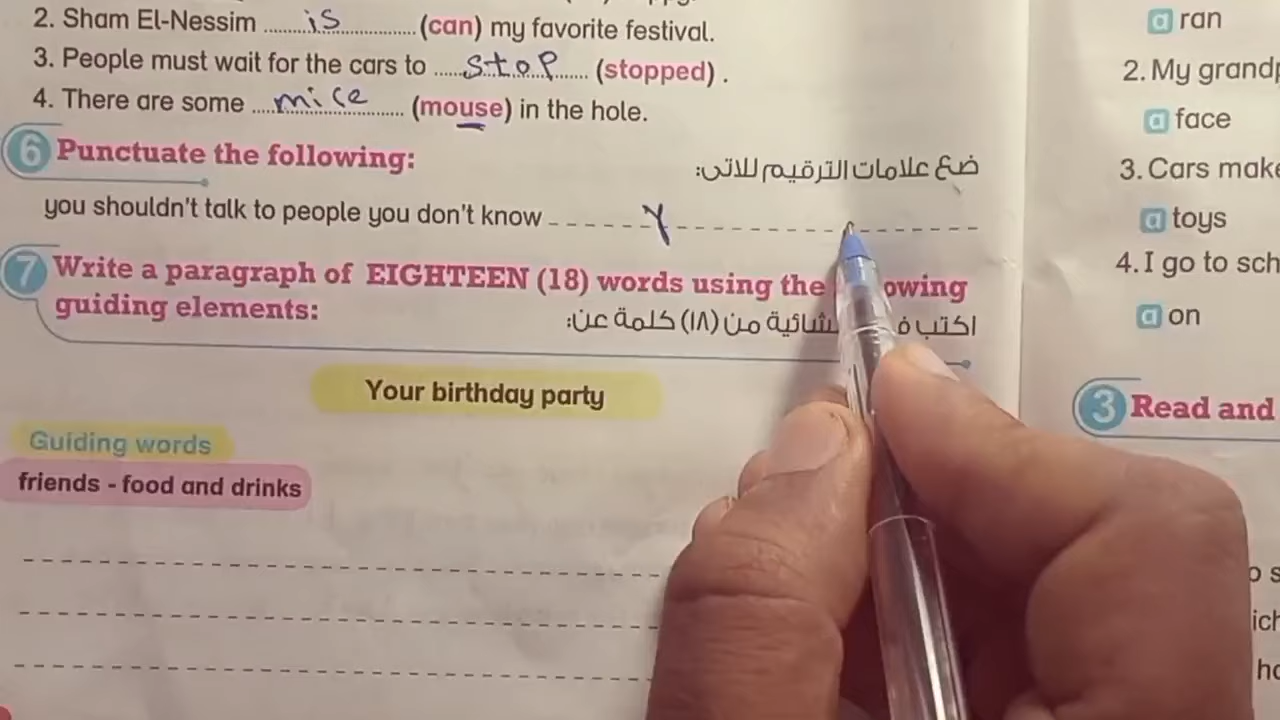 2. Sham El-Nessim ....is.... (can) my favorite festival.
3. People must wait for the cars to ....stop.... (stopped) .
4. There are some ....mice.... (mouse) in the hole.
6 Punctuate the following:
ضع علامات الترقيم للاتى:
you shouldn't talk to people you don't know Y
7 Write a paragraph of EIGHTEEN (18) words using the
guiding elements:
اكتب من (١٨) كلمة عن:
Your birthday party
Guiding words
friends - food and drinks
a ran
2. My
a face
3. Cars
a toys
4. I go to
a on
3 Read and